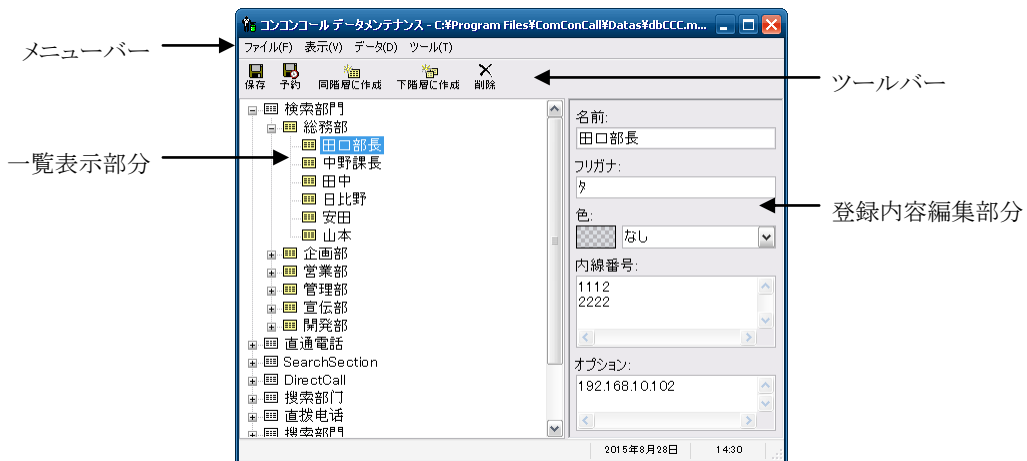 コンコンコール データメンテナンス - C:¥Program Files¥ComConCall¥Datas¥dbCCC.m...
メニューバー
ファイル(F) 表示(V) データ(D) ツール(T)
保存 予約 同階層に作成 下階層に作成 削除
ツールバー
検索部門
総務部
田口部長
中野課長
田中
日比野
安田
山本
企画部
営業部
管理部
宣伝部
開発部
直通電話
SearchSection
DirectCall
搜索部门
直拨电话
搜索部門
一覧表示部分
名前:
田口部長
フリガナ:
ﾀ
色:
なし
内線番号:
1112
2222
オプション:
192.168.10.102
登録内容編集部分
2015年8月28日 14:30